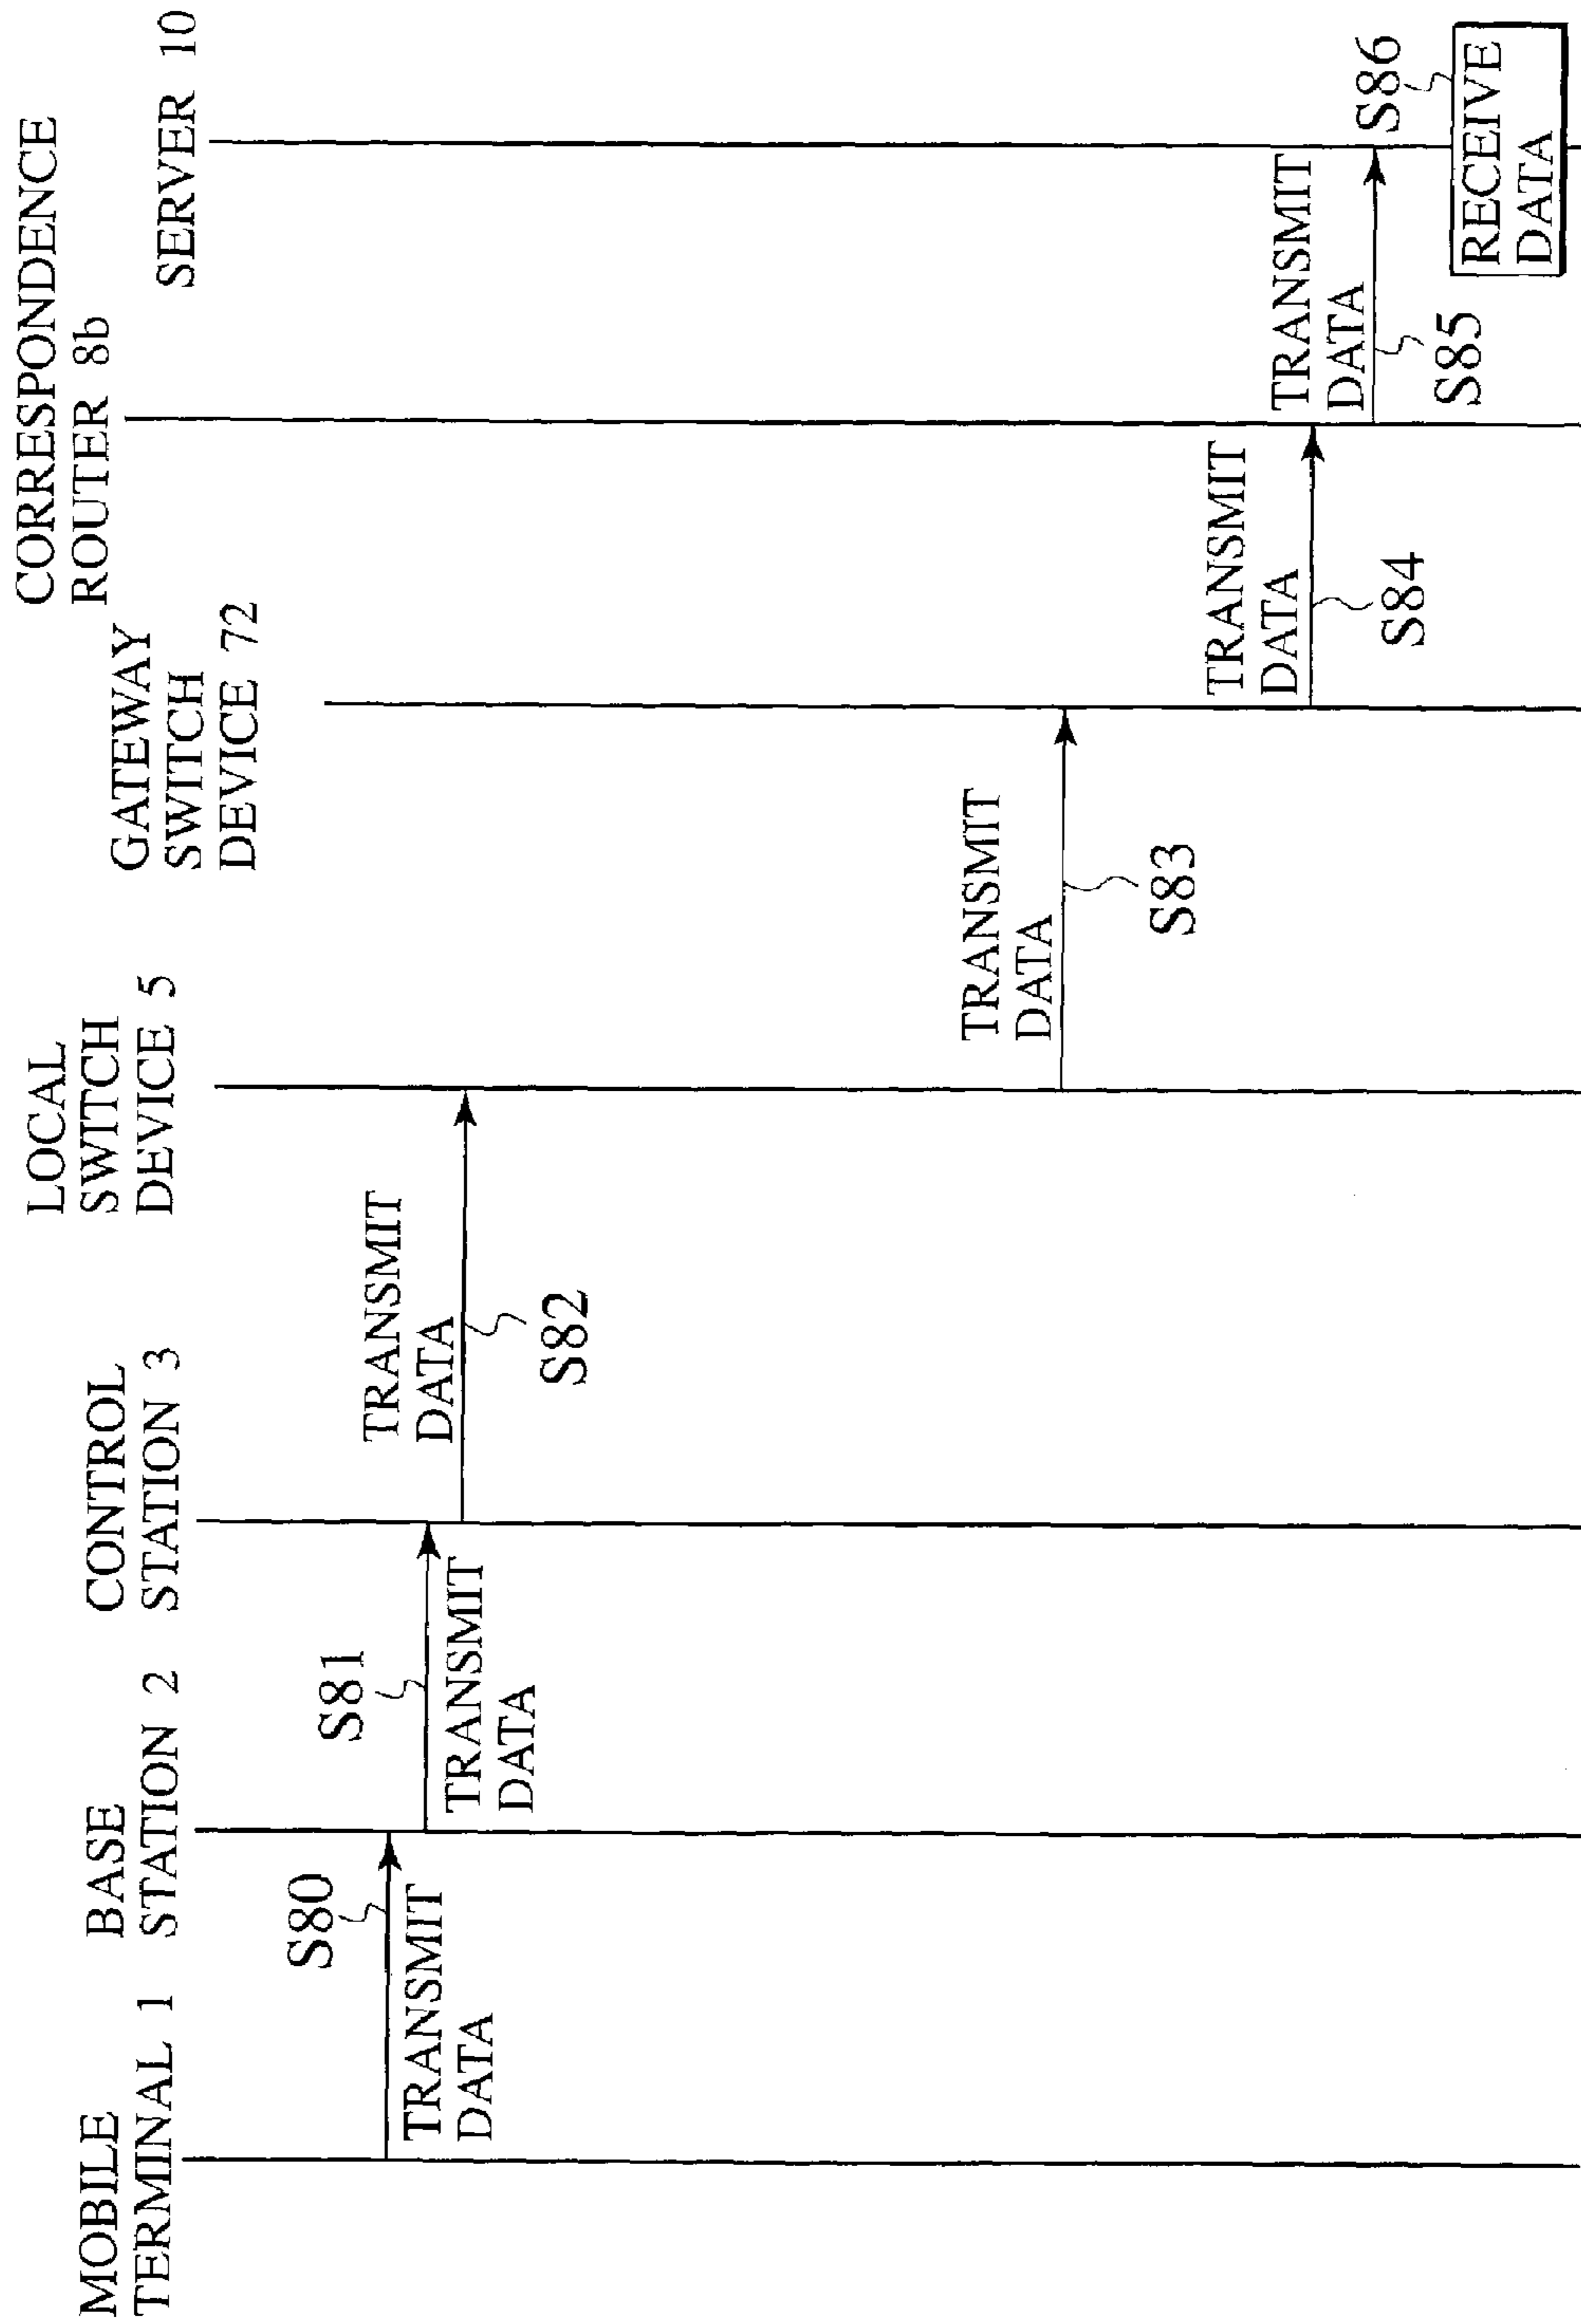 MOBILE
TERMINAL 1
BASE
STATION 2
CONTROL
STATION 3
LOCAL
SWITCH
DEVICE 5
GATEWAY
SWITCH
DEVICE 72
CORRESPONDENCE
ROUTER 8b
SERVER 10
S80
TRANSMIT
DATA
S81
TRANSMIT
DATA
TRANSMIT
DATA
S82
TRANSMIT
DATA
S83
TRANSMIT
DATA
S84
TRANSMIT
DATA
S85
S86
RECEIVE
DATA